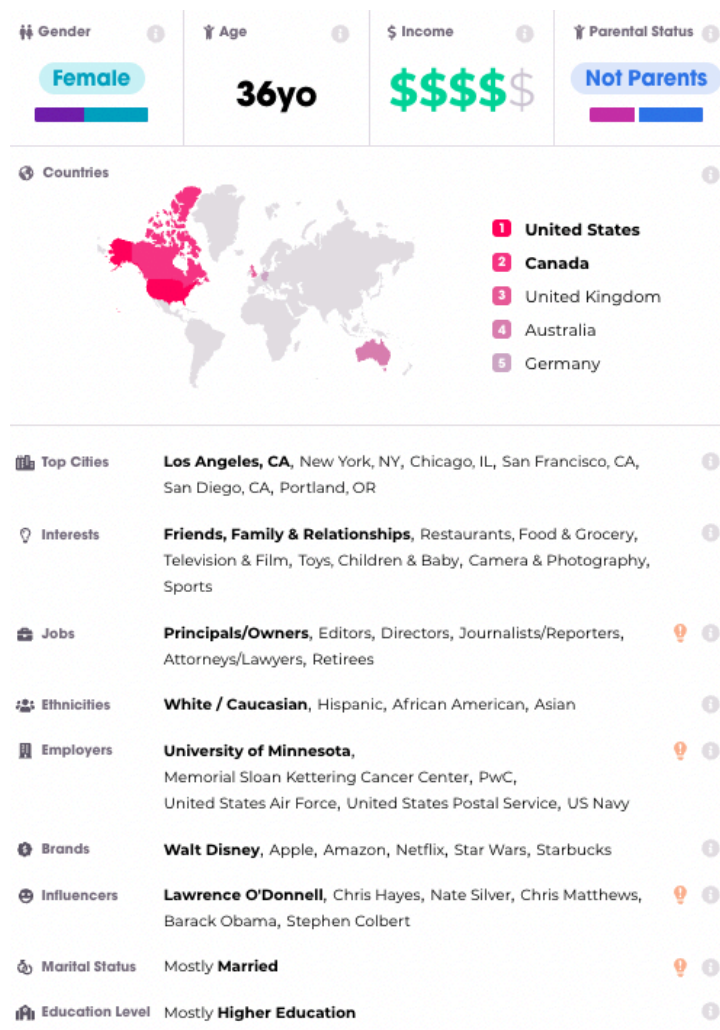 Gender
Age
$ Income
Parental Status
Female
36yo
$$$$$
Not Parents
Countries
1 United States
2 Canada
3 United Kingdom
4 Australia
5 Germany
Top Cities
Los Angeles, CA, New York, NY, Chicago, IL, San Francisco, CA,
San Diego, CA, Portland, OR
Interests
Friends, Family & Relationships, Restaurants, Food & Grocery,
Television & Film, Toys, Children & Baby, Camera & Photography,
Sports
Jobs
Principals/Owners, Editors, Directors, Journalists/Reporters,
Attorneys/Lawyers, Retirees
Ethnicities
White / Caucasian, Hispanic, African American, Asian
Employers
University of Minnesota,
Memorial Sloan Kettering Cancer Center, PwC,
United States Air Force, United States Postal Service, US Navy
Brands
Walt Disney, Apple, Amazon, Netflix, Star Wars, Starbucks
Influencers
Lawrence O'Donnell, Chris Hayes, Nate Silver, Chris Matthews,
Barack Obama, Stephen Colbert
Marital Status
Mostly Married
Education Level
Mostly Higher Education